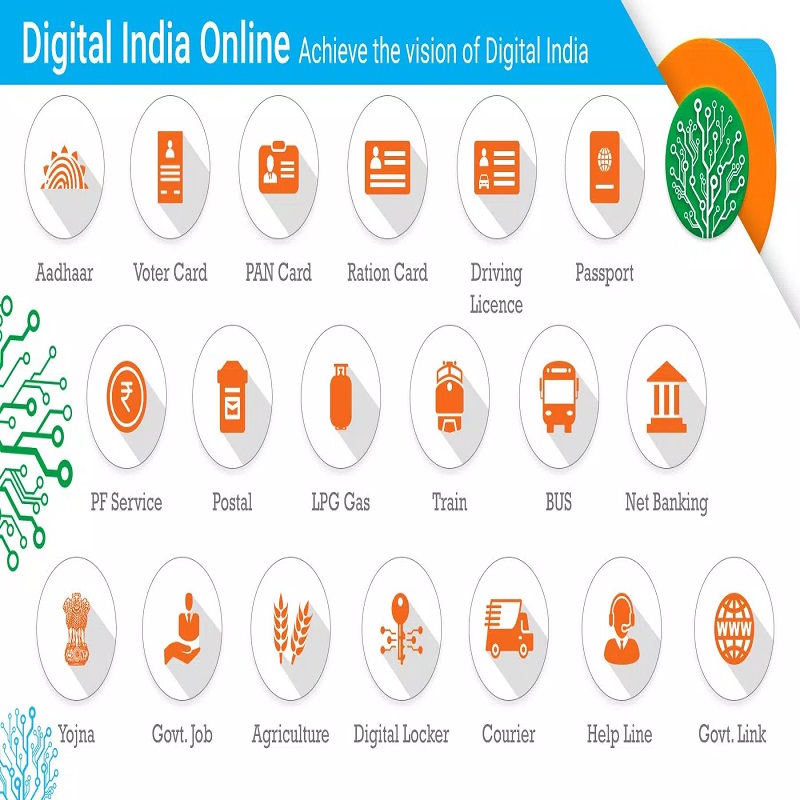 Digital India Online Achieve the vision of Digital India
Aadhaar Voter Card PAN Card Ration Card Driving Licence Passport
₹
PF Service Postal LPG Gas Train BUS Net Banking
WWW
Yojna Govt. Job Agriculture Digital Locker Courier Help Line Govt. Link